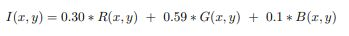 I(x, y) = 0.30 * R(x, y) + 0.59 * G(x, y) + 0.1 * B(x, y)